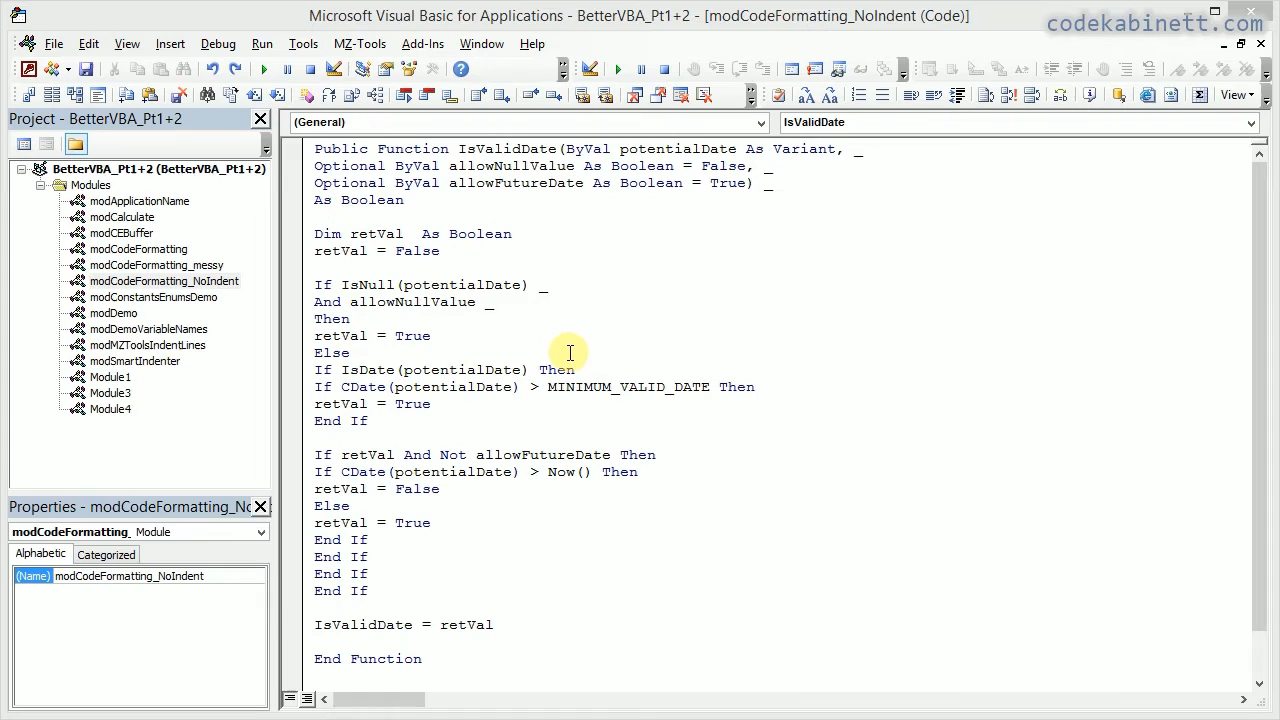 Microsoft Visual Basic for Applications - BetterVBA_Pt1+2 - [modCodeFormatting_NoIndent (Code)]
codekabinett.com
File Edit View Insert Format Debug Run Tools MZ-Tools Add-Ins Window Help
View
Project - BetterVBA_Pt1+2
BetterVBA_Pt1+2 (BetterVBA_Pt1+2)
Modules
modApplicationName
modCalculate
modCEBuffer
modCodeFormatting
modCodeFormatting_messy
modCodeFormatting_NoIndent
modConstantsEnumsDemo
modDemo
modDemoVariableNames
modMZToolsIndentLines
modSmartIndenter
Module1
Module3
Module4
Properties - modCodeFormatting_No
modCodeFormatting_ Module
Alphabetic Categorized
(Name) modCodeFormatting_NoIndent
(General) IsValidDate
Public Function IsValidDate(ByVal potentialDate As Variant, _
Optional ByVal allowNullValue As Boolean = False, _
Optional ByVal allowFutureDate As Boolean = True) _
As Boolean
Dim retVal  As Boolean
retVal = False
If IsNull(potentialDate) _
And allowNullValue _
Then
retVal = True
Else
If IsDate(potentialDate) Then
If CDate(potentialDate) > MINIMUM_VALID_DATE Then
retVal = True
End If
If retVal And Not allowFutureDate Then
If CDate(potentialDate) > Now() Then
retVal = False
Else
retVal = True
End If
End If
End If
End If
IsValidDate = retVal
End Function